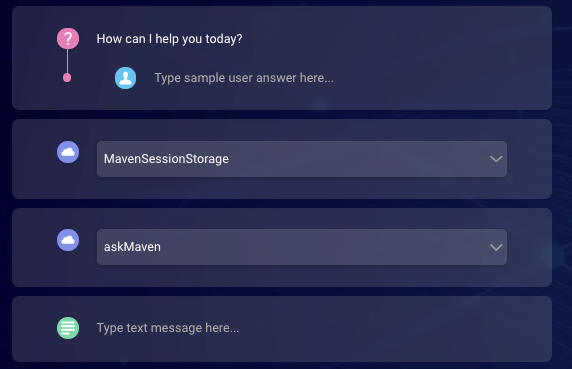 How can I help you today?
Type sample user answer here...
MavenSessionStorage
askMaven
Type text message here...